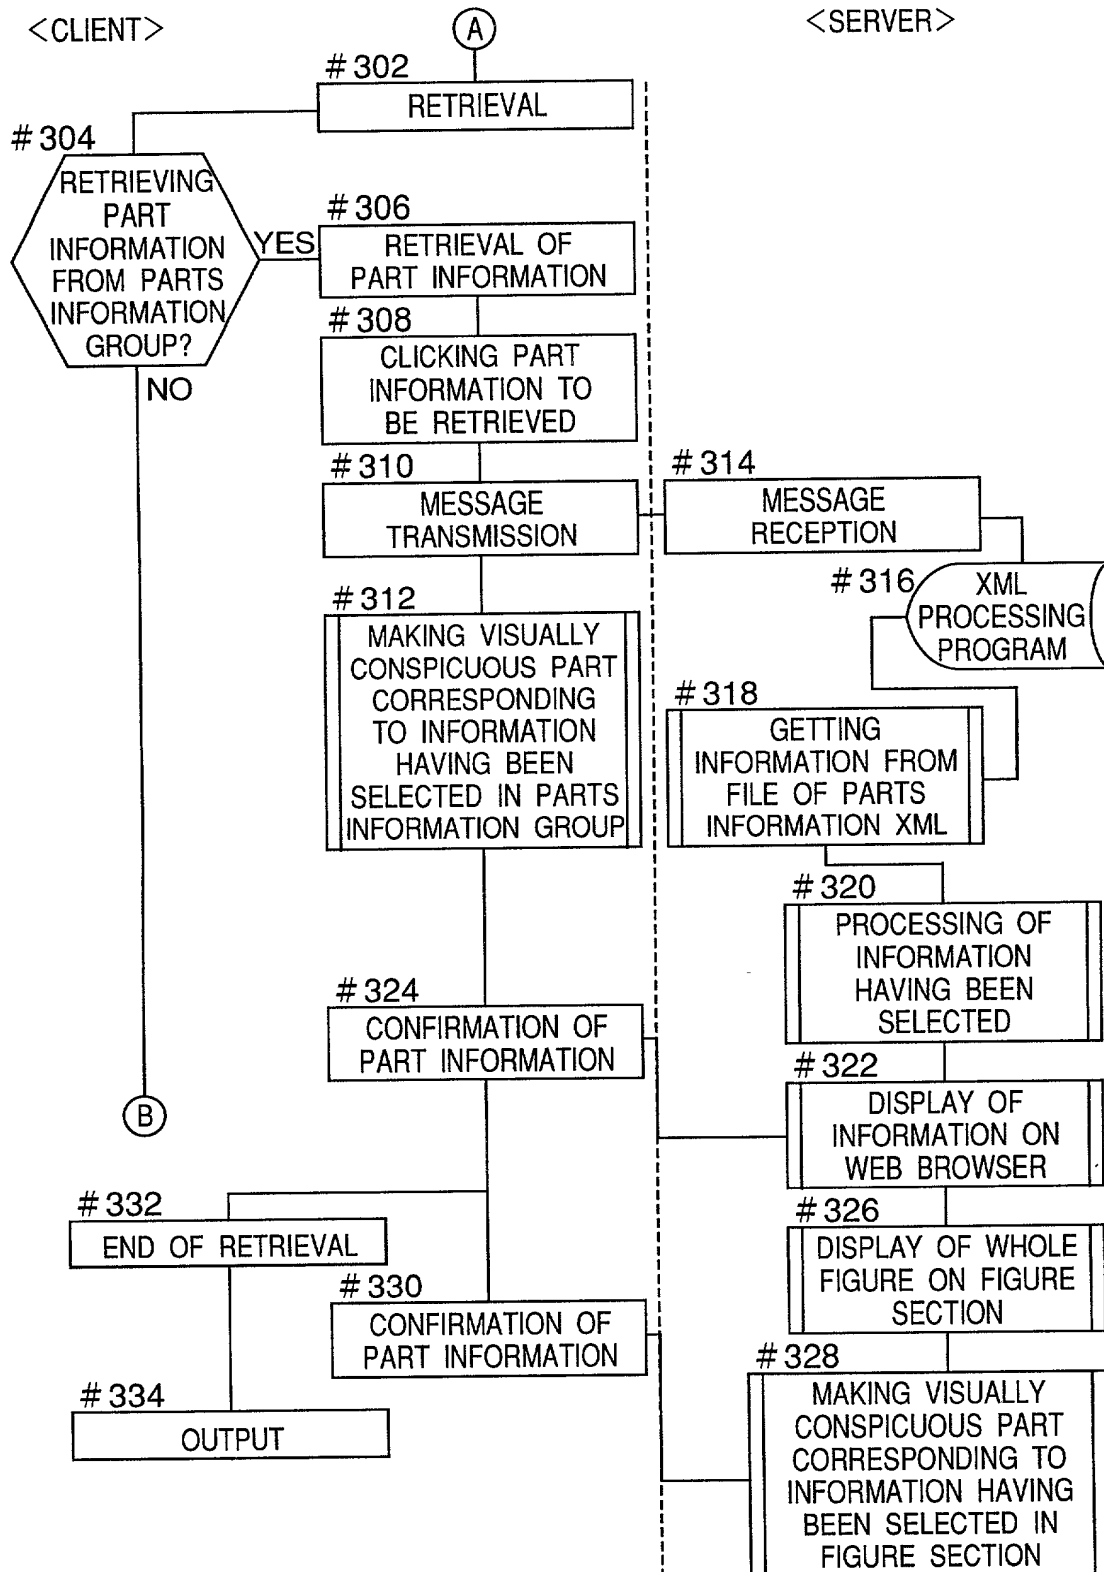 <CLIENT>
A
<SERVER>
#302
RETRIEVAL
#304
RETRIEVING
PART
INFORMATION
FROM PARTS
INFORMATION
GROUP?
YES
NO
#306
RETRIEVAL OF
PART INFORMATION
#308
CLICKING PART
INFORMATION TO
BE RETRIEVED
#310
MESSAGE
TRANSMISSION
#314
MESSAGE
RECEPTION
#316
XML
PROCESSING
PROGRAM
#312
MAKING VISUALLY
CONSPICUOUS PART
CORRESPONDING
TO INFORMATION
HAVING BEEN
SELECTED IN PARTS
INFORMATION GROUP
#318
GETTING
INFORMATION FROM
FILE OF PARTS
INFORMATION XML
#320
PROCESSING OF
INFORMATION
HAVING BEEN
SELECTED
#324
CONFIRMATION OF
PART INFORMATION
#322
DISPLAY OF
INFORMATION ON
WEB BROWSER
B
#332
END OF RETRIEVAL
#326
DISPLAY OF WHOLE
FIGURE ON FIGURE
SECTION
#330
CONFIRMATION OF
PART INFORMATION
#334
OUTPUT
#328
MAKING VISUALLY
CONSPICUOUS PART
CORRESPONDING TO
INFORMATION HAVING
BEEN SELECTED IN
FIGURE SECTION